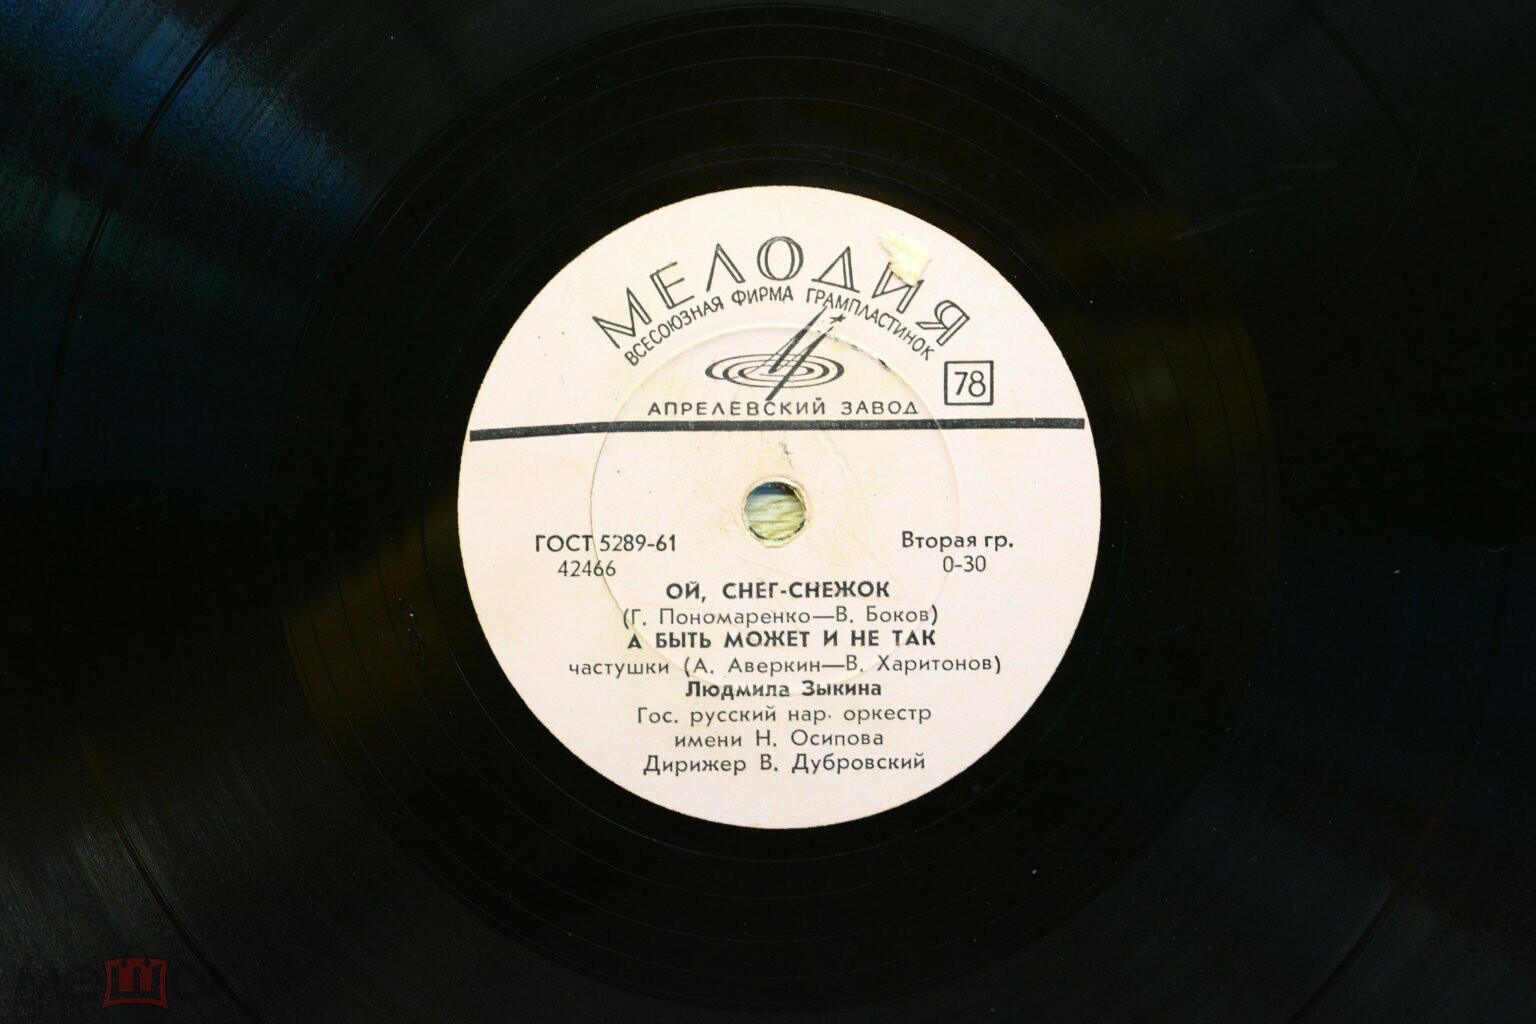 МЕЛОДИЯ
ВСЕСОЮЗНАЯ ФИРМА ГРАМПЛАСТИНОК
78
АПРЕЛЕВСКИЙ ЗАВОД
ГОСТ 5289-61
42466
Вторая гр.
0-30
ОЙ, СНЕГ-СНЕЖОК
(Г. Пономаренко—В. Боков)
А БЫТЬ МОЖЕТ И НЕ ТАК
частушки (А. Аверкин—В. Харитонов)
Людмила Зыкина
Гос. русский нар. оркестр
имени Н. Осипова
Дирижер В. Дубровский
мешок